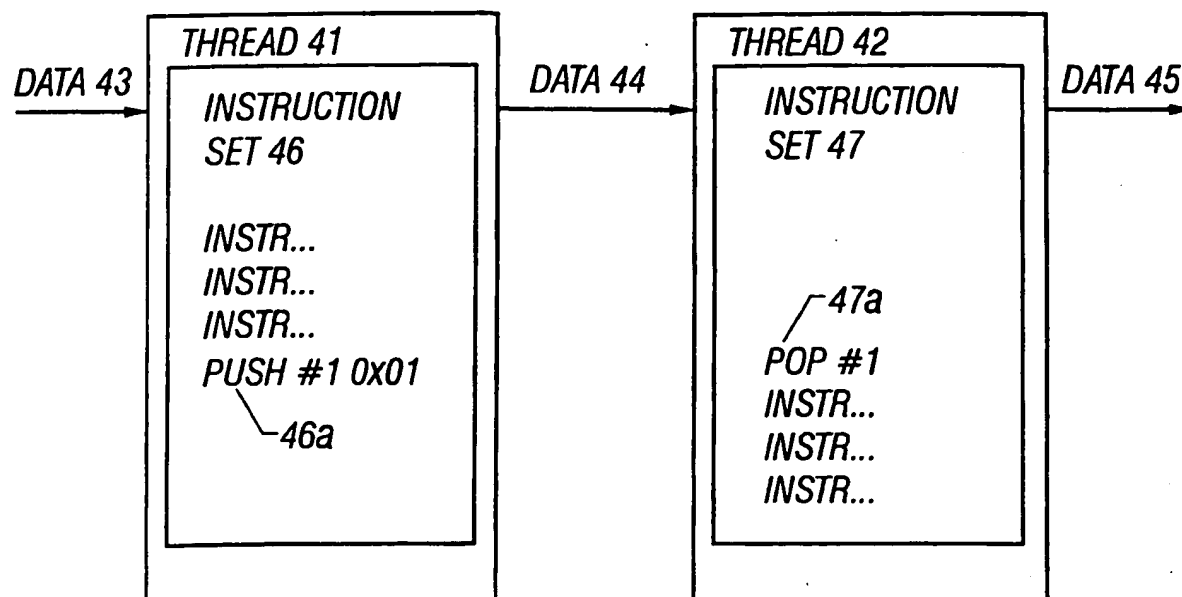 DATA 43
THREAD 41
INSTRUCTION
SET 46
INSTR...
INSTR...
INSTR...
PUSH #1 0x01
46a
DATA 44
THREAD 42
INSTRUCTION
SET 47
47a
POP #1
INSTR...
INSTR...
INSTR...
DATA 45